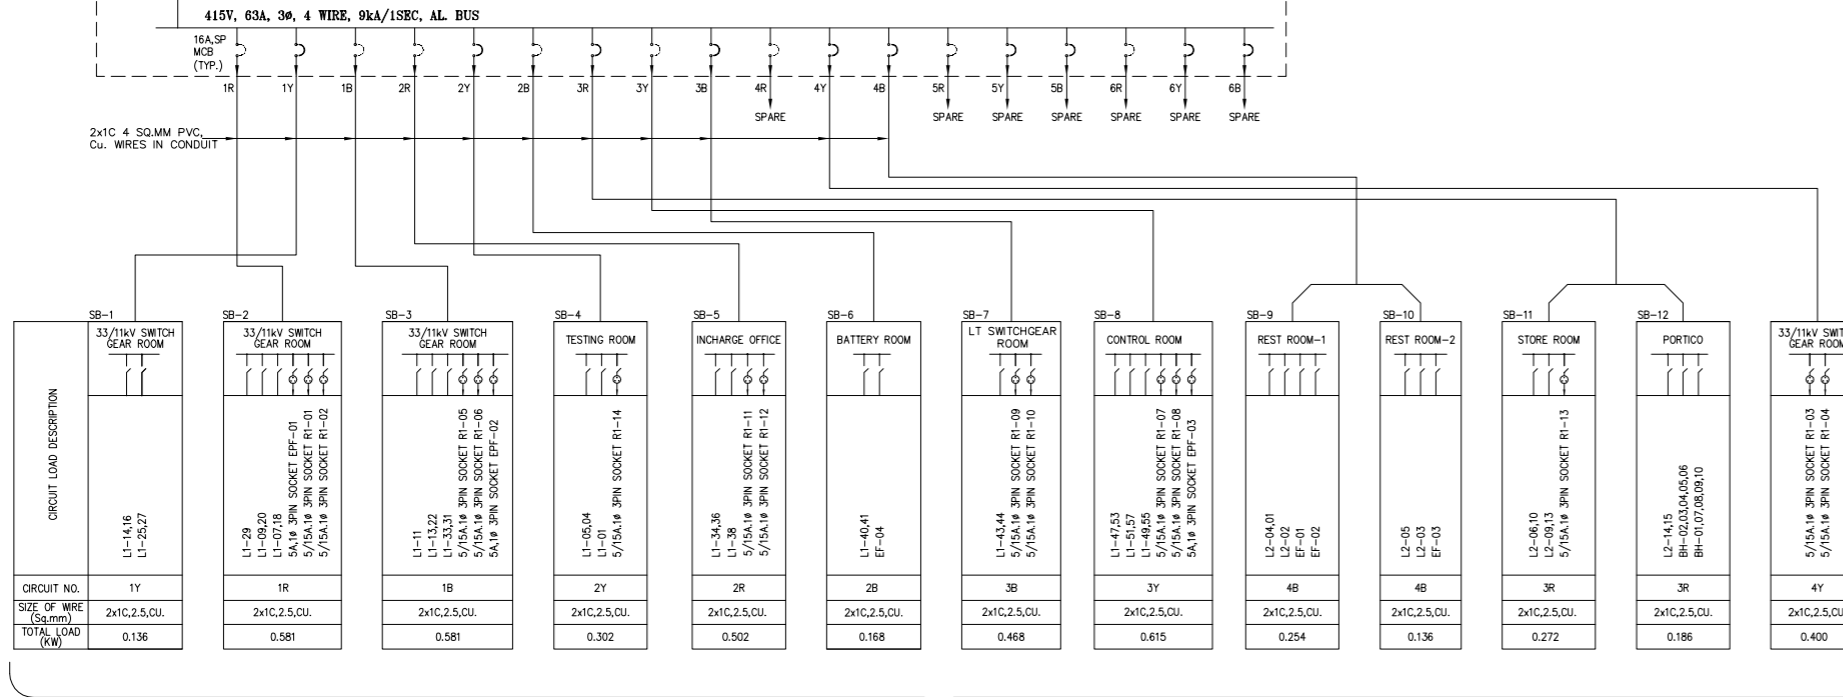 415V, 63A, 3ø, 4 WIRE, 9kA/1SEC, AL. BUS
16A,SP
MCB
(TYP.)
1R 1Y 1B 2R 2Y 2B 3R 3Y 3B 4R 4Y 4B 5R 5Y 5B 6R 6Y 6B
SPARE SPARE SPARE SPARE SPARE SPARE SPARE
2x1C 4 SQ.MM PVC,
Cu. WIRES IN CONDUIT
CIRCUIT LOAD DESCRIPTION
SB-1
33/11kV SWITCH
GEAR ROOM
L1-14,16
L1-25,27
SB-2
33/11kV SWITCH
GEAR ROOM
L1-29
L1-09,20
L1-07,18
5A,1ø 3PIN SOCKET EPF-01
5/15A.1ø 3PIN SOCKET R1-01
5/15A.1ø 3PIN SOCKET R1-02
SB-3
33/11kV SWITCH
GEAR ROOM
L1-11
L1-13,22
L1-33,31
5/15A.1ø 3PIN SOCKET R1-05
5/15A.1ø 3PIN SOCKET R1-06
5A,1ø 3PIN SOCKET EPF-02
SB-4
TESTING ROOM
L1-05,04
L1-01
5/15A.1ø 3PIN SOCKET R1-14
SB-5
INCHARGE OFFICE
L1-34,36
L1-38
5/15A.1ø 3PIN SOCKET R1-11
5/15A.1ø 3PIN SOCKET R1-12
SB-6
BATTERY ROOM
L1-40,41
EF-04
SB-7
LT SWITCHGEAR
ROOM
L1-43,44
5/15A.1ø 3PIN SOCKET R1-09
5/15A.1ø 3PIN SOCKET R1-10
SB-8
CONTROL ROOM
L1-47,53
L1-51,57
L1-49,55
5/15A.1ø 3PIN SOCKET R1-07
5/15A.1ø 3PIN SOCKET R1-08
5A,1ø 3PIN SOCKET EPF-03
SB-9
REST ROOM-1
L2-04,01
L2-02
EF-01
EF-02
SB-10
REST ROOM-2
L2-05
L2-03
EF-03
SB-11
STORE ROOM
L2-06,10
L2-09,13
5/15A.1ø 3PIN SOCKET R1-13
SB-12
PORTICO
L2-14,15
BH-02,03,04,05,06
BH-01,07,08,09,10
33/11kV SWIT
GEAR ROOM
5/15A.1ø 3PIN SOCKET R1-03
5/15A.1ø 3PIN SOCKET R1-04
CIRCUIT NO. 1Y 1R 1B 2Y 2R 2B 3B 3Y 4B 4B 3R 3R 4Y
SIZE OF WIRE
(Sq.mm) 2x1C,2.5,CU. 2x1C,2.5,CU. 2x1C,2.5,CU. 2x1C,2.5,CU. 2x1C,2.5,CU. 2x1C,2.5,CU. 2x1C,2.5,CU. 2x1C,2.5,CU. 2x1C,2.5,CU. 2x1C,2.5,CU. 2x1C,2.5,CU. 2x1C,2.5,CU. 2x1C,2.5,CU
TOTAL LOAD
(KW) 0.136 0.581 0.581 0.302 0.502 0.168 0.468 0.615 0.254 0.136 0.272 0.186 0.400